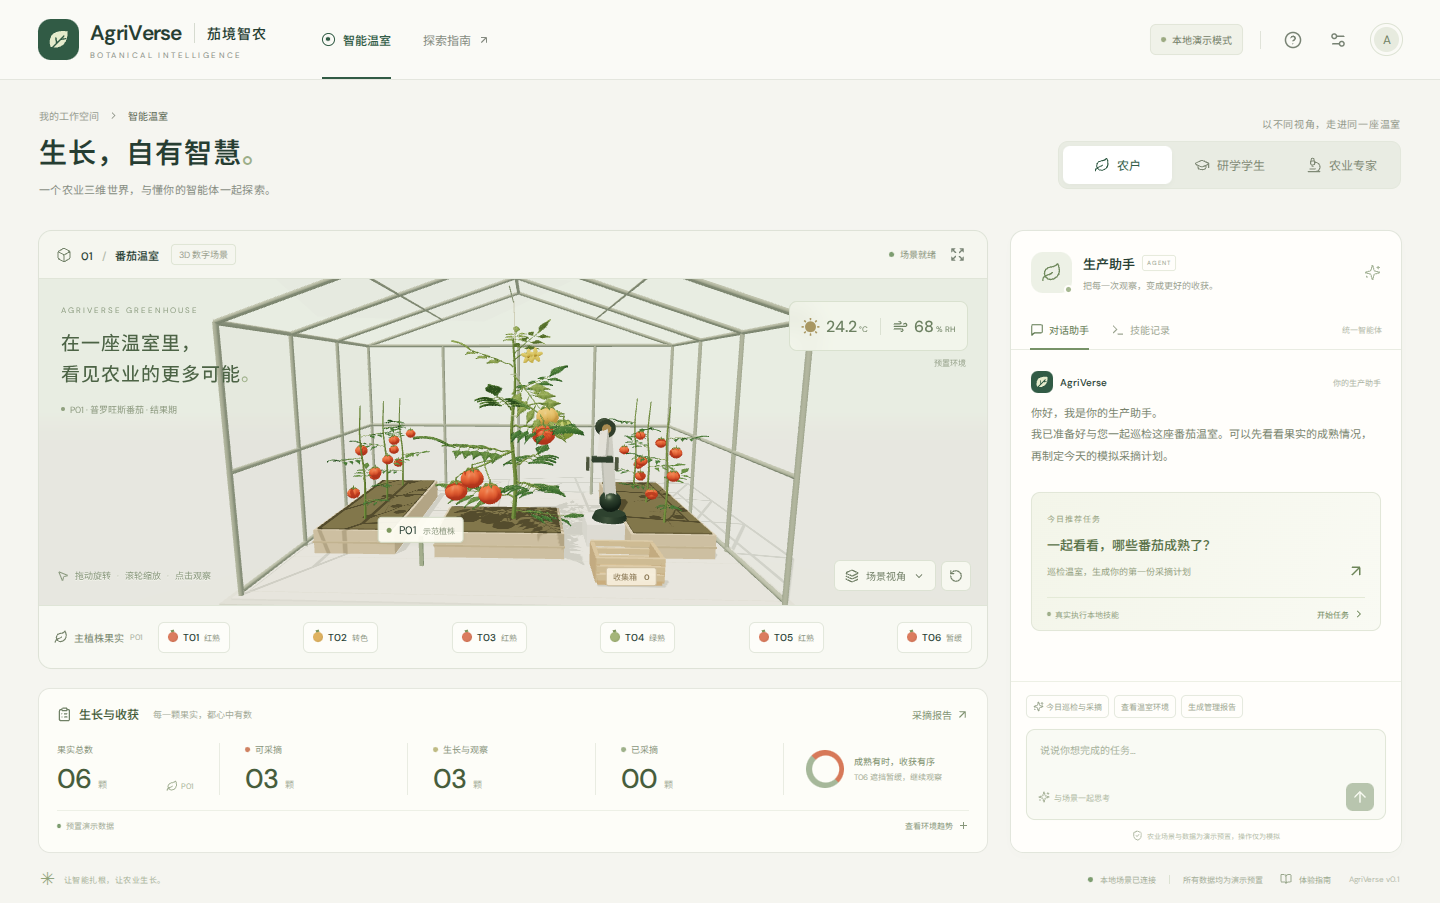 AgriVerse
茄境智农
BOTANICAL INTELLIGENCE
智能温室
探索指南
本地演示模式
A
我的工作空间 > 智能温室
生长，自有智慧。
一个农业三维世界，与懂你的智能体一起探索。
以不同视角，走进同一座温室
农户
研学学生
农业专家
01 / 番茄温室
3D 数字场景
场景就绪
AGRIVERSE GREENHOUSE
在一座温室里，
看见农业的更多可能。
P01 · 普罗旺斯番茄 · 结果期
24.2 °C
68 % RH
预置环境
P01 示范植株
收集箱 0
拖动旋转 滚轮缩放 点击观察
场景视角
主植株果实 P01
T01 红熟
T02 转色
T03 红熟
T04 绿熟
T05 红熟
T06 暂缓
生长与收获
每一颗果实，都心中有数
采摘报告
果实总数
06 颗
P01
可采摘
03 颗
生长与观察
03 颗
已采摘
00 颗
成熟有时，收获有序
T06 遮挡暂缓，继续观察
预置演示数据
查看环境趋势
生产助手
AGENT
把每一次观察，变成更好的收获。
对话助手
技能记录
统一智能体
AgriVerse
你的生产助手
你好，我是你的生产助手。
我已准备好与您一起巡检这座番茄温室。可以先看看果实的成熟情况，
再制定今天的模拟采摘计划。
今日推荐任务
一起看看，哪些番茄成熟了？
巡检温室，生成你的第一份采摘计划
真实执行本地技能
开始任务
今日巡检与采摘
查看温室环境
生成管理报告
说说你想完成的任务…
与场景一起思考
农业场景与数据为演示预置，操作仅为模拟
让智能扎根，让农业生长。
本地场景已连接
所有数据均为演示预置
体验指南
AgriVerse v0.1